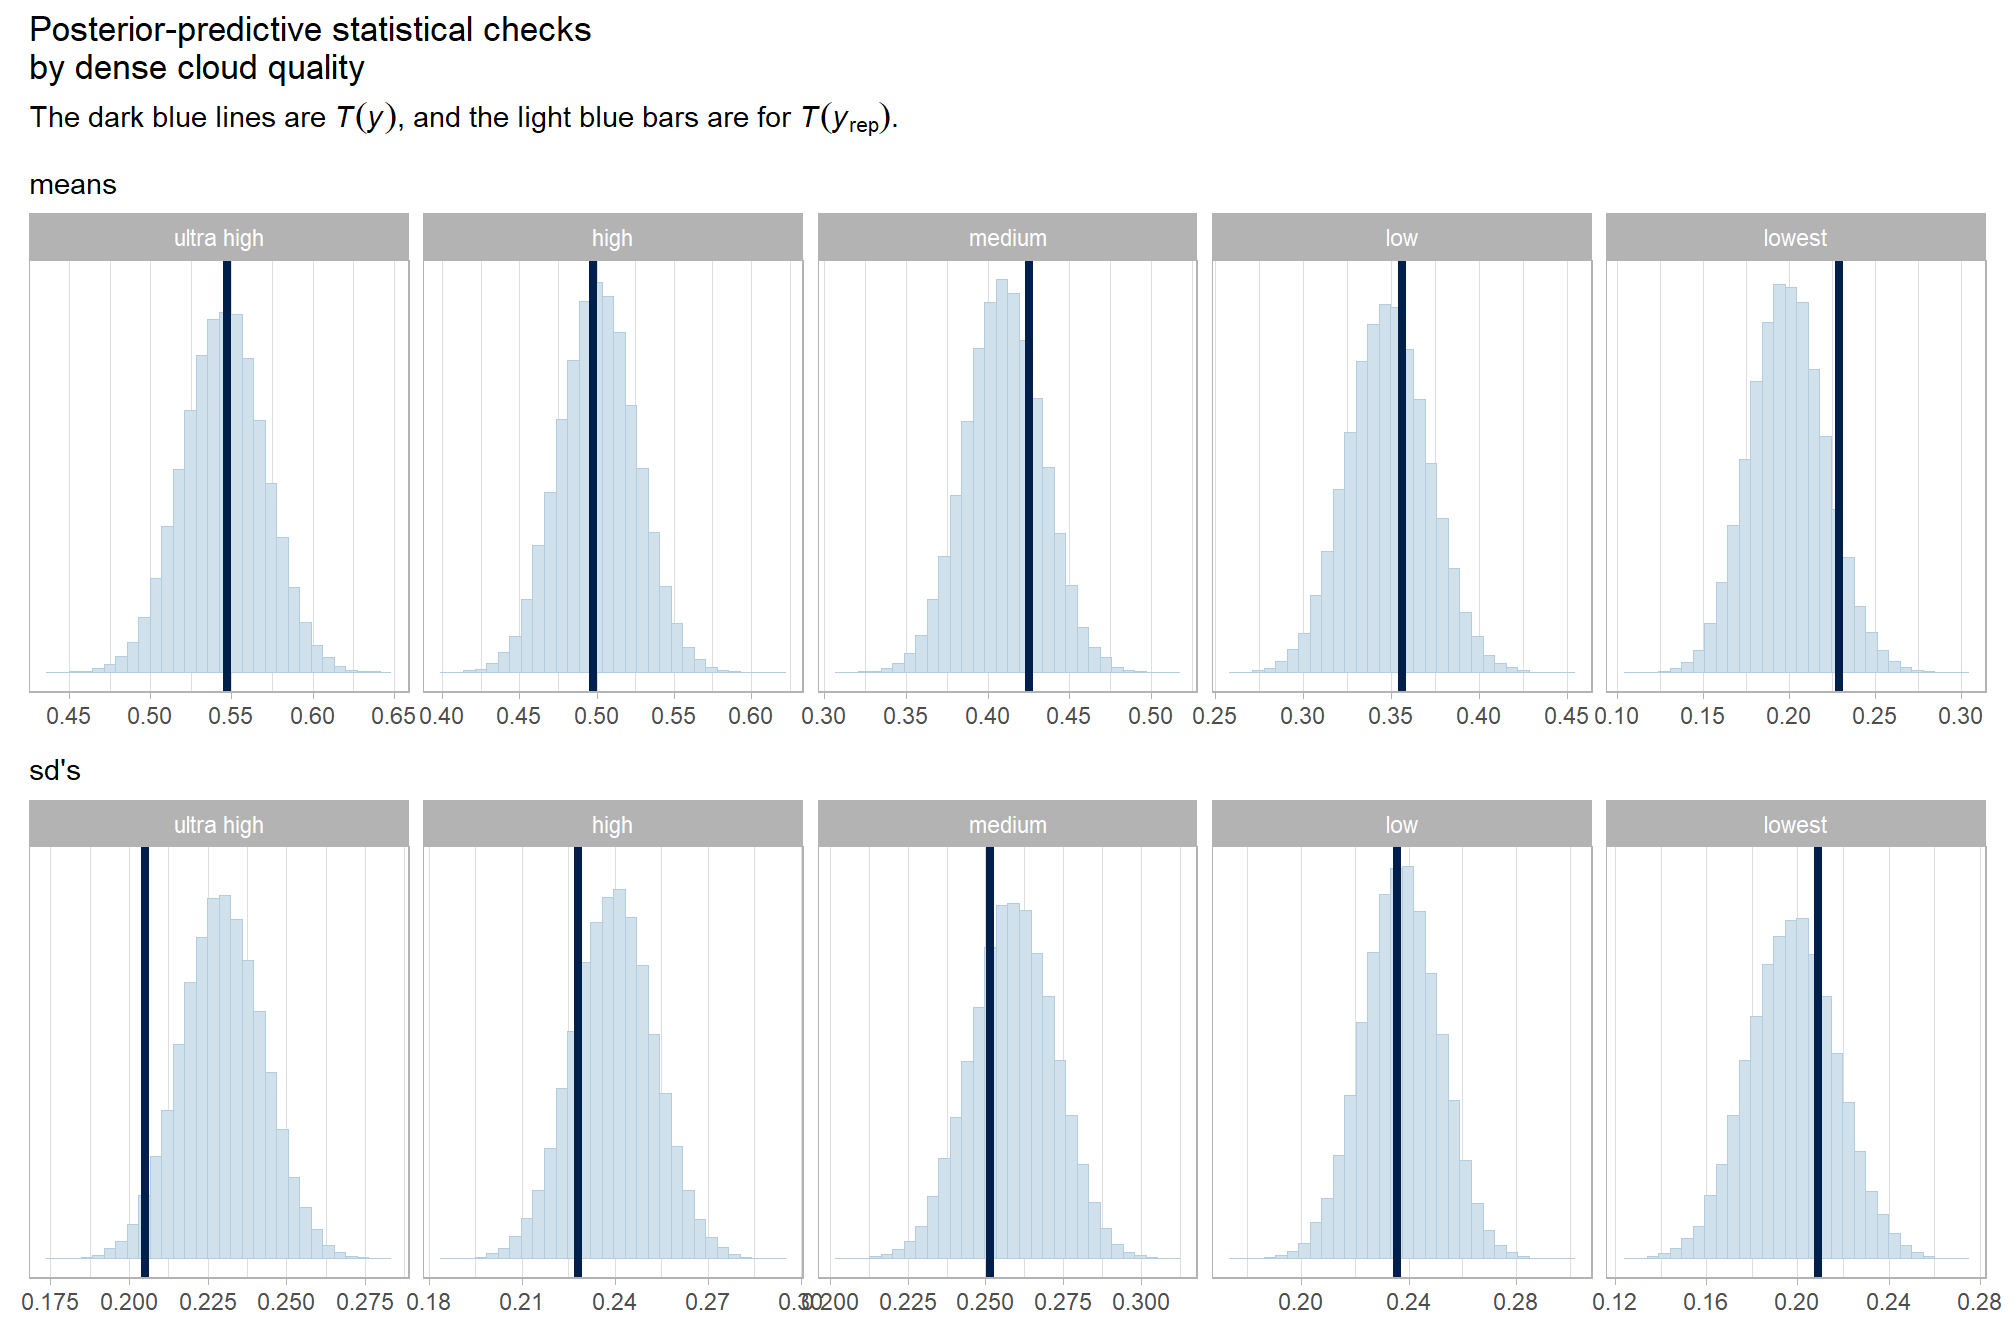 Posterior-predictive statistical checks
by dense cloud quality
The dark blue lines are T(y), and the light blue bars are for T(yrep).
means
ultra high high medium low lowest
0.45 0.50 0.55 0.60 0.65 0.40 0.45 0.50 0.55 0.60 0.30 0.35 0.40 0.45 0.50 0.25 0.30 0.35 0.40 0.45 0.10 0.15 0.20 0.25 0.30
sd's
ultra high high medium low lowest
0.175 0.200 0.225 0.250 0.275 0.18 0.21 0.24 0.27 0.30 0.200 0.225 0.250 0.275 0.300 0.20 0.24 0.28 0.12 0.16 0.20 0.24 0.28